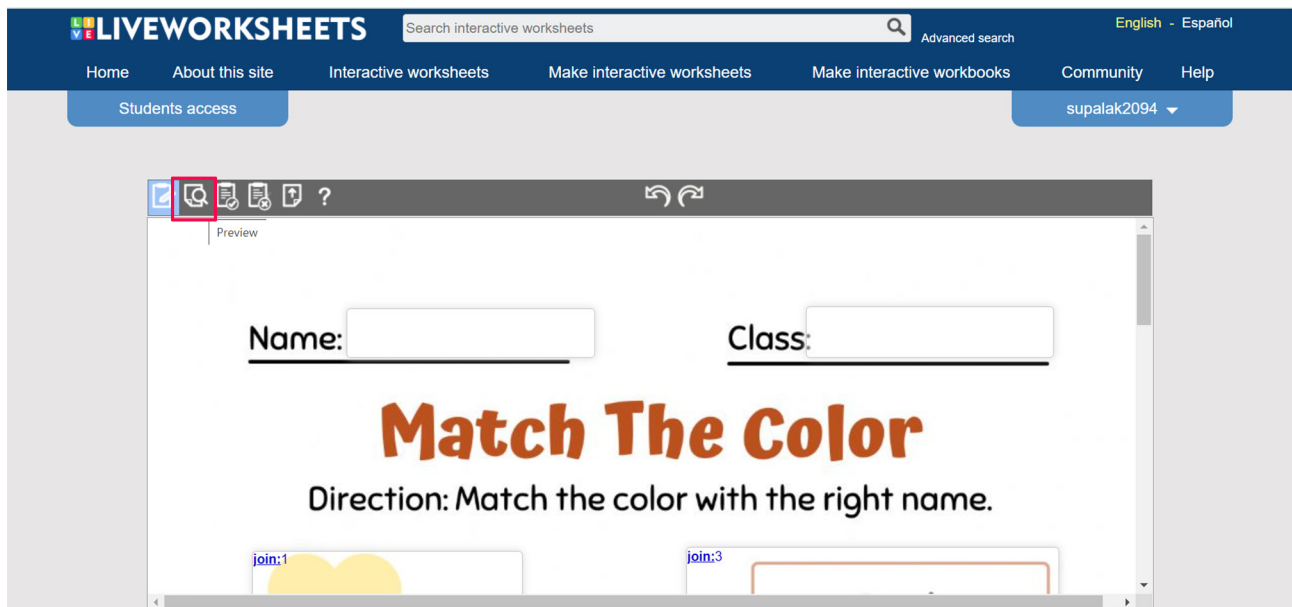 LIVEWORKSHEETS
Search interactive worksheets
Advanced search
English - Español
Home About this site Interactive worksheets Make interactive worksheets Make interactive workbooks Community Help
Students access
supalak2094
?
Preview
Name:
Class:
Match The Color
Direction: Match the color with the right name.
join:1
join:3